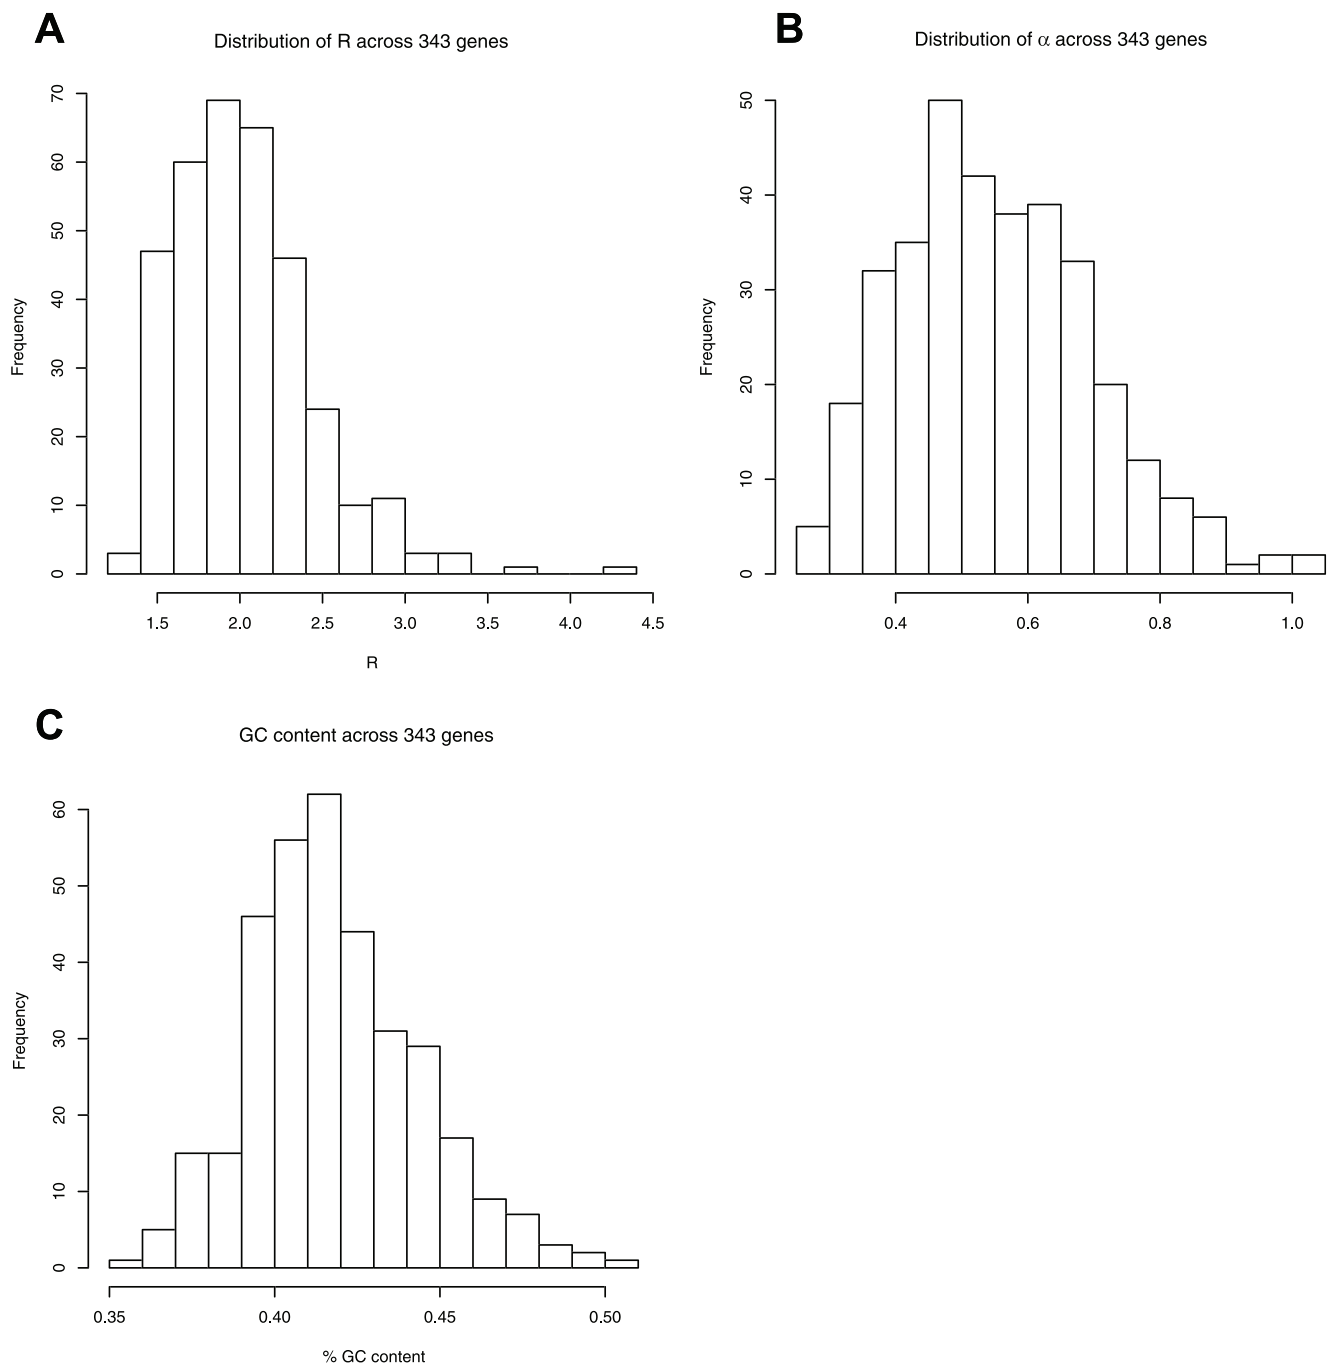 A
Distribution of R across 343 genes
Frequency
0 10 20 30 40 50 60 70
1.5 2.0 2.5 3.0 3.5 4.0 4.5
R
B
Distribution of α across 343 genes
Frequency
0 10 20 30 40 50
0.4 0.6 0.8 1.0
C
GC content across 343 genes
Frequency
0 10 20 30 40 50 60
0.35 0.40 0.45 0.50
% GC content